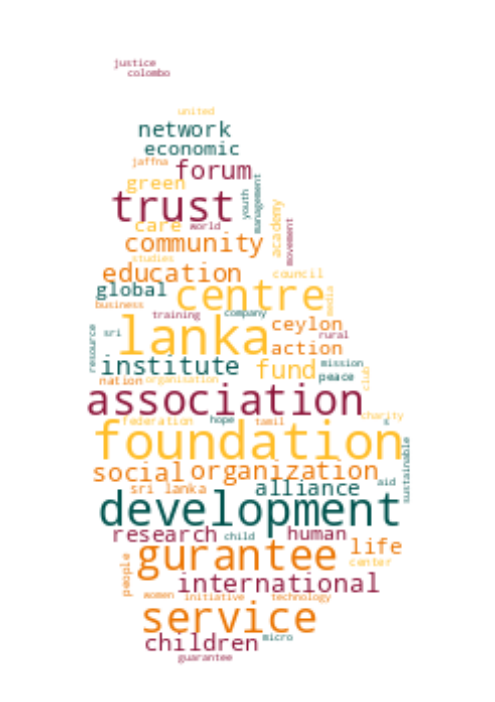 justice
colombo
united
network
economic
jaffna forum
green
trust
youth
management
care world
academy
movement
community
studies
education council
global centre
media
business
training company
lanka ceylon
resource
sri rural
action
institute fund mission
peace
nation organisation
club
association
federation hope tamil charity
s
foundation
sustainable
social organization
sri lanka alliance aid
development
research child human
gurantee life
center
people
international
women initiative technology
service
children micro
guarantee